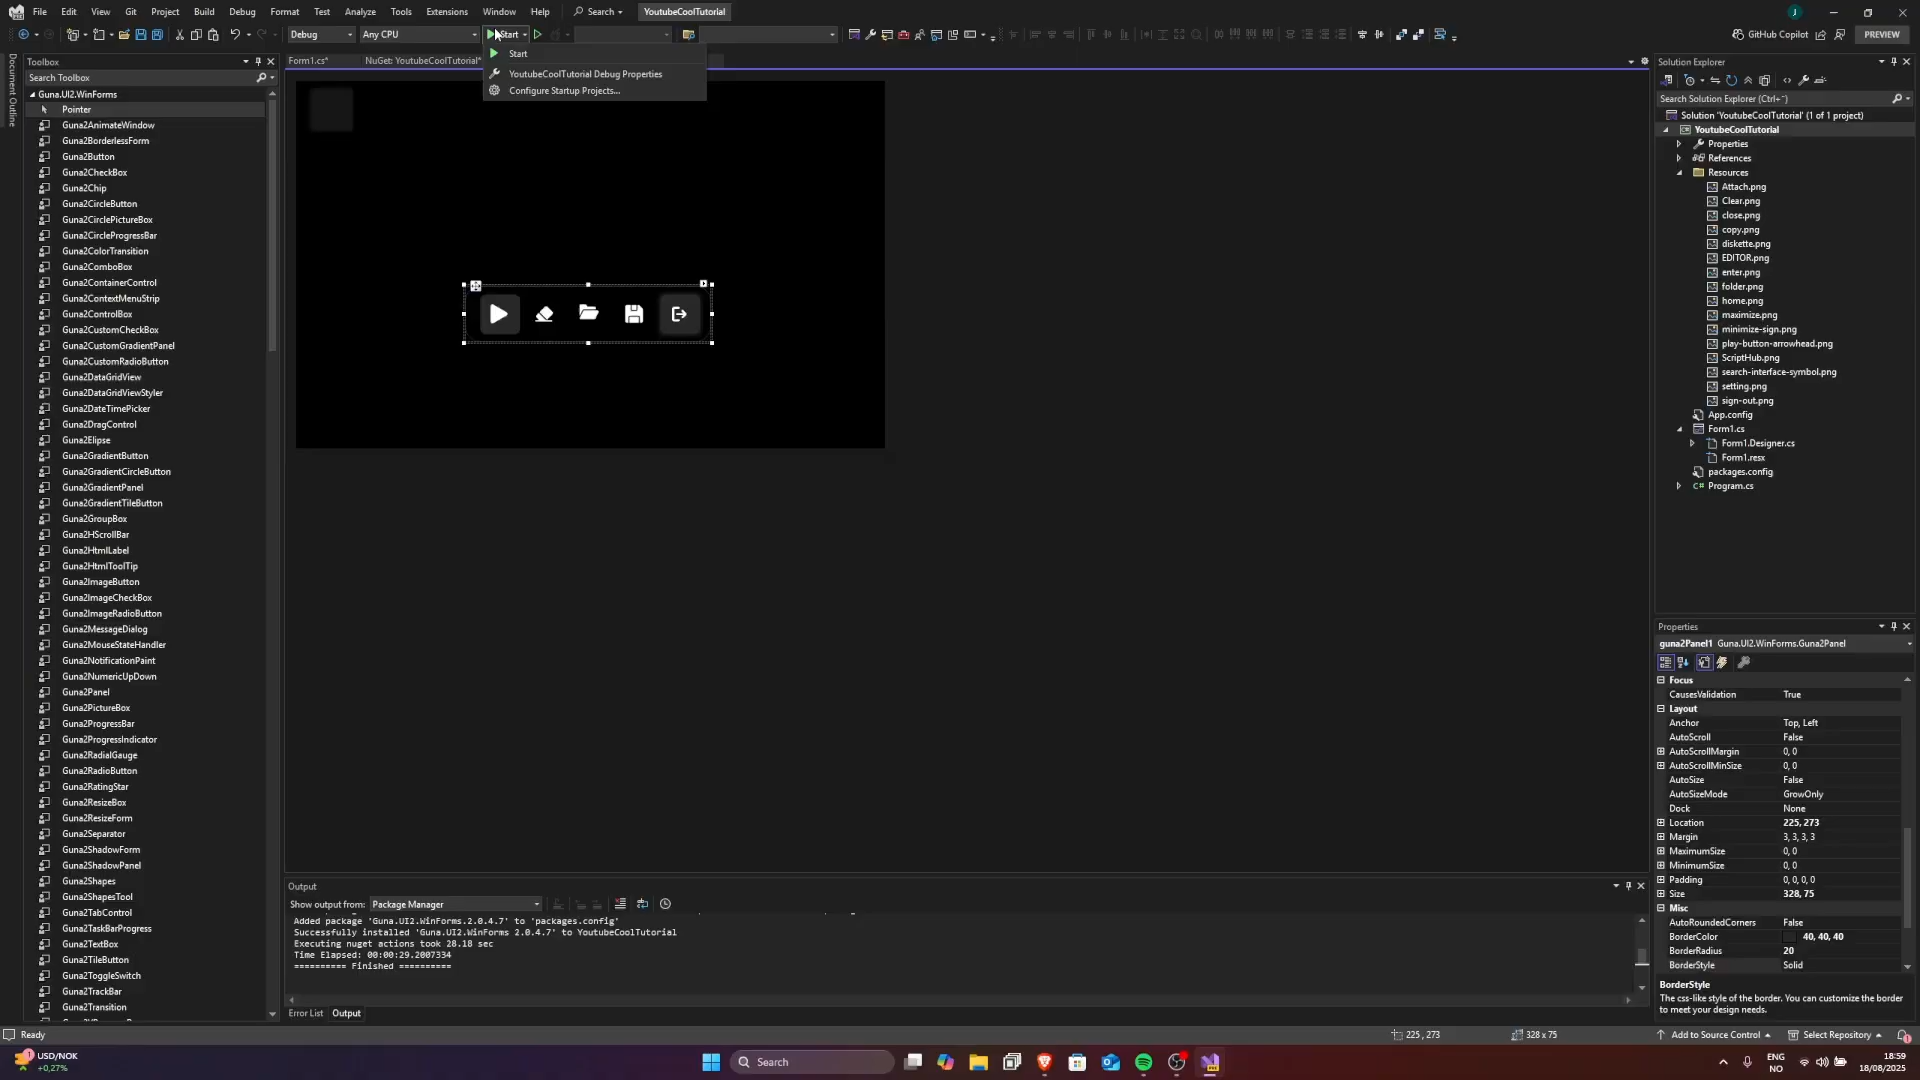 File Edit View Git Project Build Debug Format Test Analyze Tools Extensions Window Help Search YoutubeCoolTutorial
J
Debug Any CPU Start GitHub Copilot PREVIEW
Start
YoutubeCoolTutorial Debug Properties
Configure Startup Projects...
Document Outline
Toolbox
Search Toolbox
Guna.UI2.WinForms
Pointer
Guna2AnimateWindow
Guna2BorderlessForm
Guna2Button
Guna2CheckBox
Guna2Chip
Guna2CircleButton
Guna2CirclePictureBox
Guna2CircleProgressBar
Guna2ColorTransition
Guna2ComboBox
Guna2ContainerControl
Guna2ContextMenuStrip
Guna2ControlBox
Guna2CustomCheckBox
Guna2CustomGradientPanel
Guna2CustomRadioButton
Guna2DataGridView
Guna2DataGridViewStyler
Guna2DateTimePicker
Guna2DragControl
Guna2Elipse
Guna2GradientButton
Guna2GradientCircleButton
Guna2GradientPanel
Guna2GradientTileButton
Guna2GroupBox
Guna2HScrollBar
Guna2HtmlLabel
Guna2HtmlToolTip
Guna2ImageButton
Guna2ImageCheckBox
Guna2ImageRadioButton
Guna2MessageDialog
Guna2MouseStateHandler
Guna2NotificationPaint
Guna2NumericUpDown
Guna2Panel
Guna2PictureBox
Guna2ProgressBar
Guna2ProgressIndicator
Guna2RadialGauge
Guna2RadioButton
Guna2RatingStar
Guna2ResizeBox
Guna2ResizeForm
Guna2Separator
Guna2ShadowForm
Guna2ShadowPanel
Guna2Shapes
Guna2ShapesTool
Guna2TabControl
Guna2TaskBarProgress
Guna2TextBox
Guna2TileButton
Guna2ToggleSwitch
Guna2TrackBar
Guna2Transition
Form1.cs* NuGet: YoutubeCoolTutorial*
Output
Show output from: Package Manager
Added package 'Guna.UI2.WinForms.2.0.4.7' to 'packages.config'
Successfully installed 'Guna.UI2.WinForms 2.0.4.7' to YoutubeCoolTutorial
Executing nuget actions took 28.18 sec
Time Elapsed: 00:00:29.2007334
========== Finished ==========
Error List Output
Solution Explorer
Search Solution Explorer (Ctrl+¨)
Solution 'YoutubeCoolTutorial' (1 of 1 project)
YoutubeCoolTutorial
Properties
References
Resources
Attach.png
Clear.png
close.png
copy.png
diskette.png
EDITOR.png
enter.png
folder.png
home.png
maximize.png
minimize-sign.png
play-button-arrowhead.png
ScriptHub.png
search-interface-symbol.png
setting.png
sign-out.png
App.config
Form1.cs
Form1.Designer.cs
Form1.resx
packages.config
C# Program.cs
Properties
guna2Panel1 Guna.UI2.WinForms.Guna2Panel
Focus
CausesValidation True
Layout
Anchor Top, Left
AutoScroll False
AutoScrollMargin 0, 0
AutoScrollMinSize 0, 0
AutoSize False
AutoSizeMode GrowOnly
Dock None
Location 225, 273
Margin 3, 3, 3, 3
MaximumSize 0, 0
MinimumSize 0, 0
Padding 0, 0, 0, 0
Size 328, 75
Misc
AutoRoundedCorners False
BorderColor 40, 40, 40
BorderRadius 20
BorderStyle Solid
BorderStyle
The css-like style of the border. You can customize the border
to meet your design needs.
Ready 225 , 273 328 x 75 Add to Source Control Select Repository
USD/NOK
+0,27%
Search
ENG
NO
18:59
18/08/2025